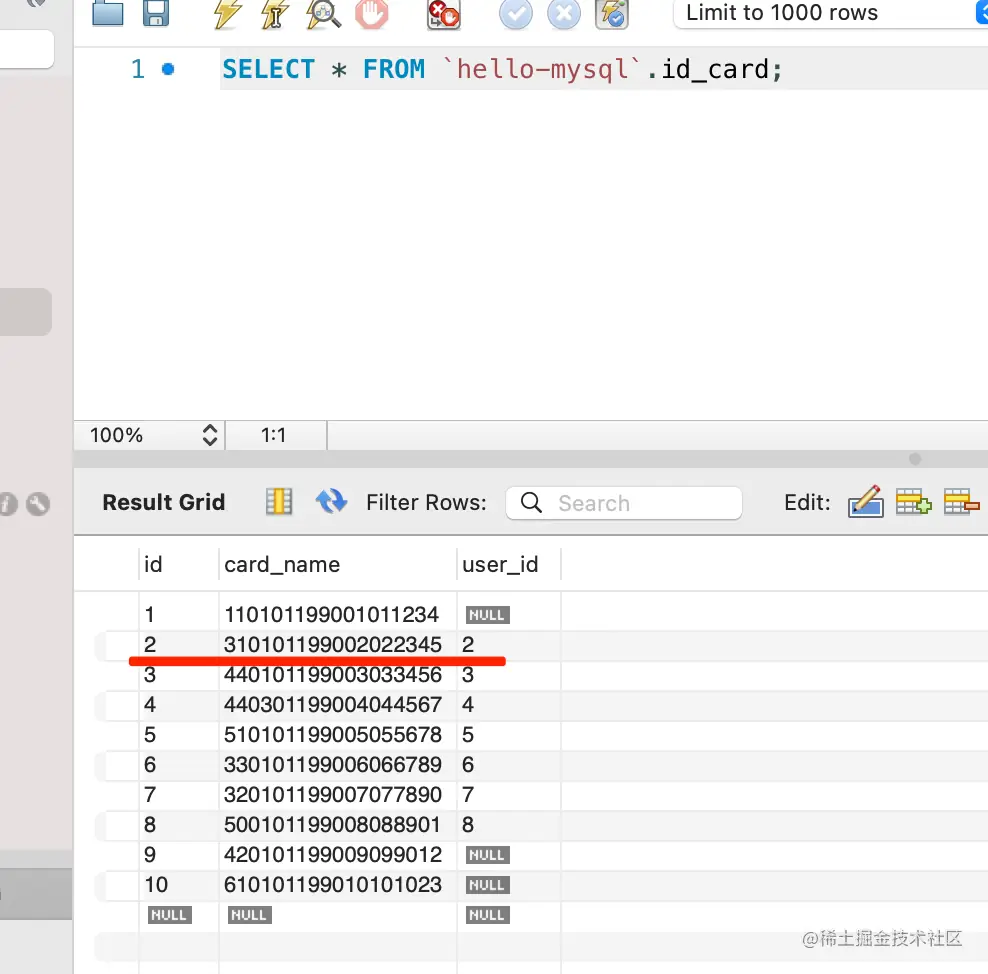 Limit to 1000 rows
1 SELECT * FROM `hello-mysql`.id_card;
100% 1:1
Result Grid Filter Rows: Search Edit:
id card_name user_id
1 110101199001011234 NULL
2 310101199002022345 2
3 440101199003033456 3
4 440301199004044567 4
5 510101199005055678 5
6 330101199006066789 6
7 320101199007077890 7
8 500101199008088901 8
9 420101199009099012 NULL
10 610101199010101023 NULL
NULL NULL NULL
@稀土掘金技术社区